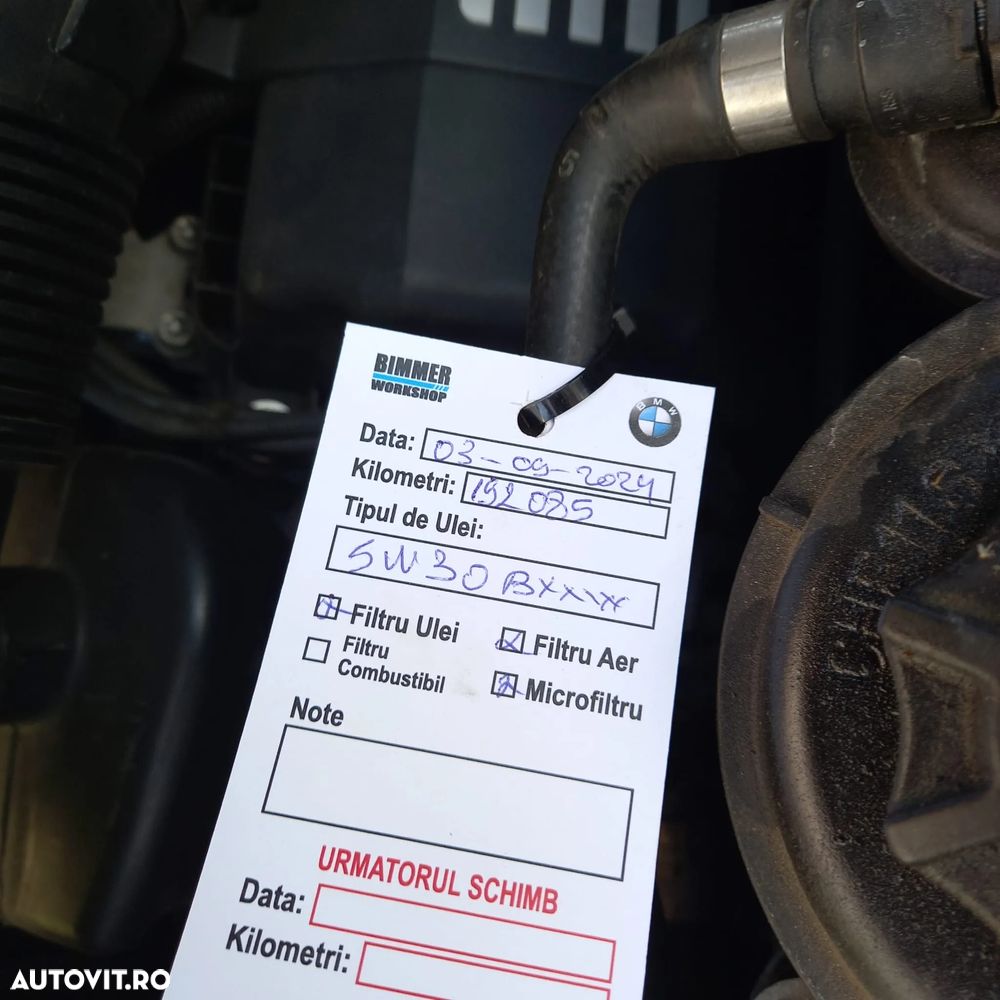 BIMMER
WORKSHOP
BMW
Data: 03-09-2024
Kilometri: 192085
Tipul de Ulei:
5W30
Filtru Ulei
Filtru Aer
Filtru
Combustibil
Microfiltru
Note
URMATORUL SCHIMB
Data:
Kilometri:
AUTOVIT.RO